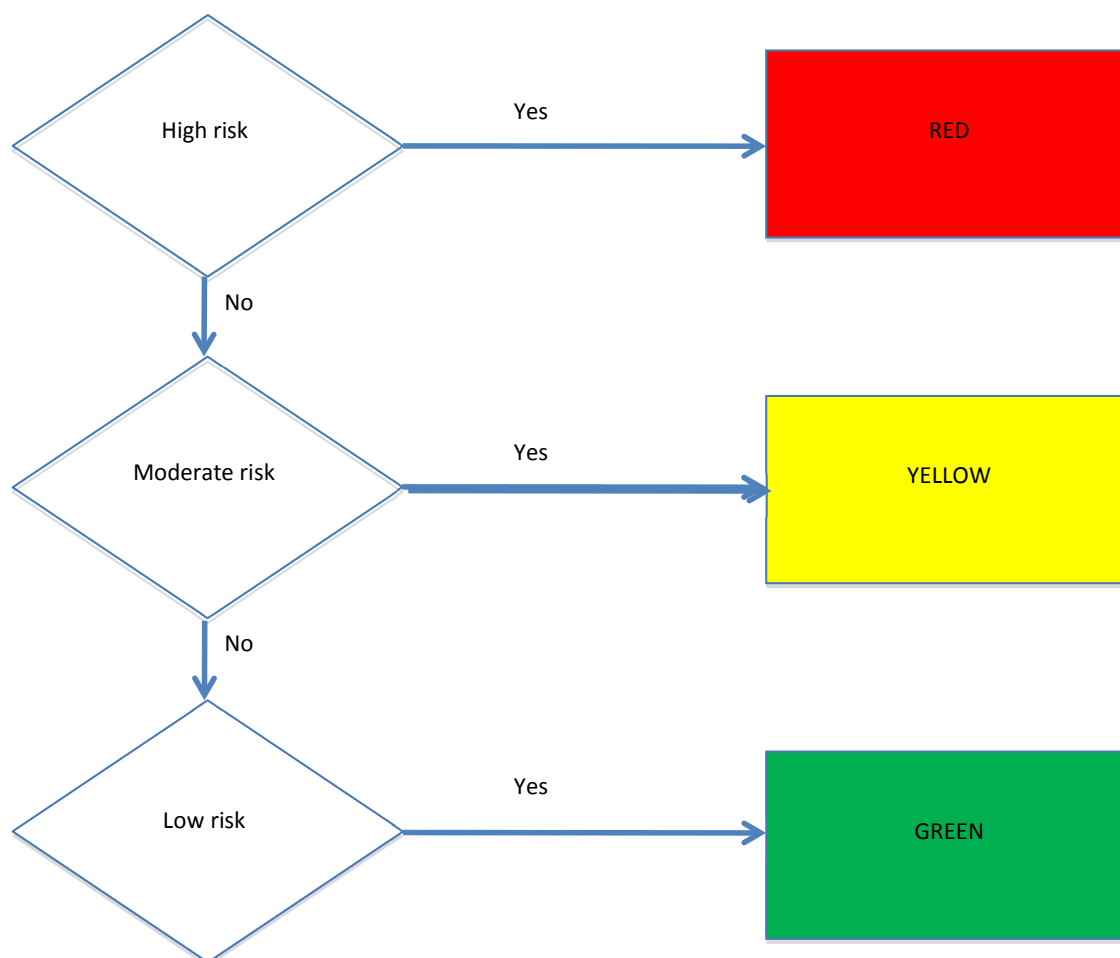 High risk
Yes
RED
No
Moderate risk
Yes
YELLOW
No
Low risk
Yes
GREEN